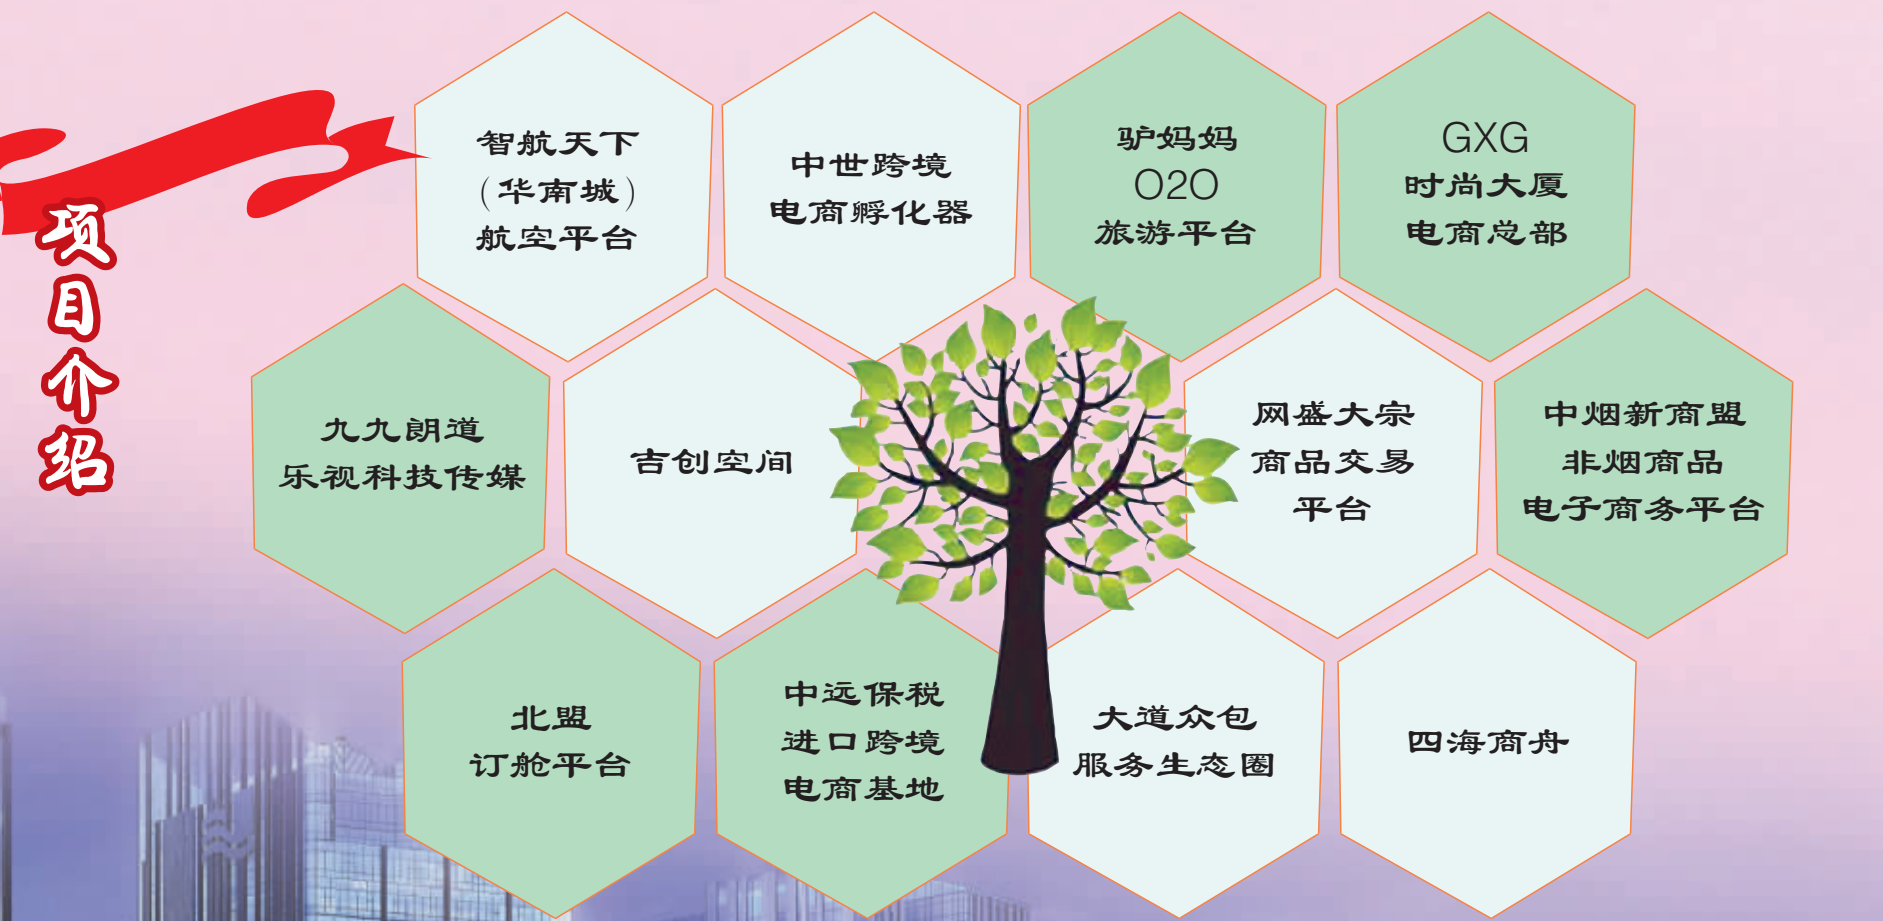 项目介绍
智航天下
（华南城）
航空平台
中世跨境
电商孵化器
驴妈妈
O2O
旅游平台
GXG
时尚大厦
电商总部
九九朗道
乐视科技传媒
吉创空间
网盛大宗
商品交易
平台
中烟新商盟
非烟商品
电子商务平台
北盟
订舱平台
中远保税
进口跨境
电商基地
大道众包
服务生态圈
四海商舟